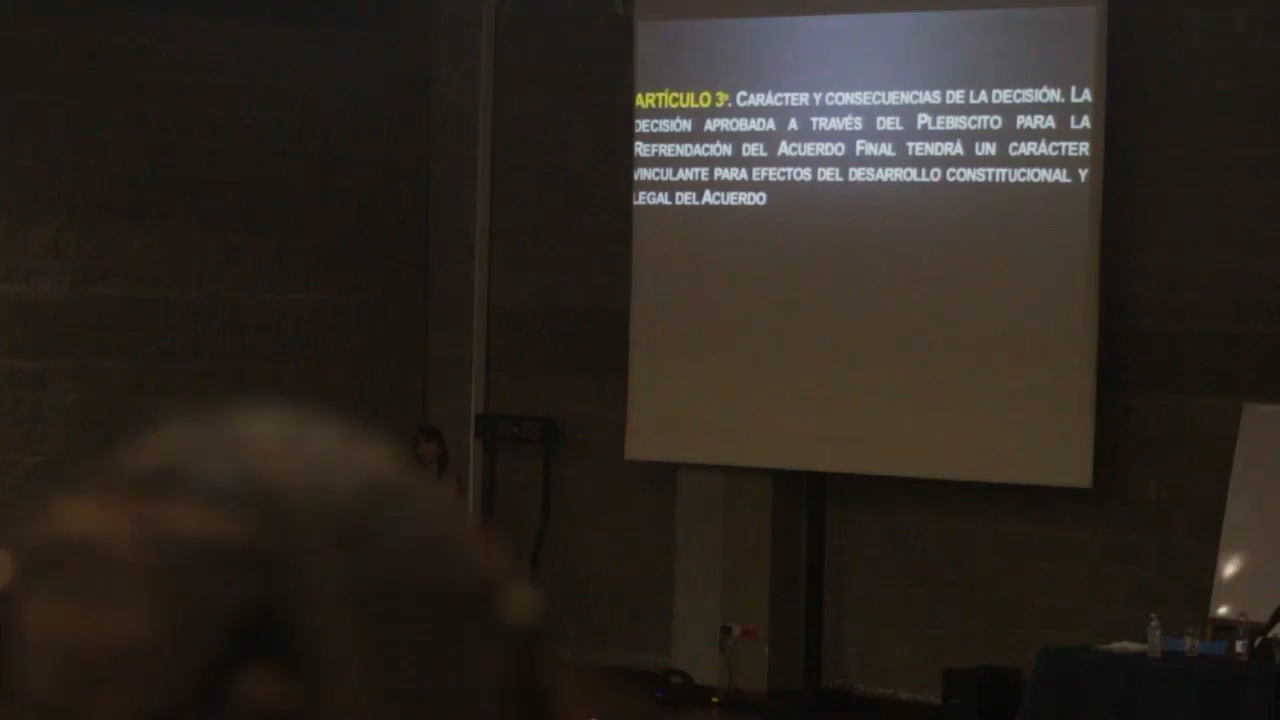 ARTÍCULO 3º. CARÁCTER Y CONSECUENCIAS DE LA DECISIÓN. LA
DECISIÓN APROBADA A TRAVÉS DEL PLEBISCITO PARA LA
REFRENDACIÓN DEL ACUERDO FINAL TENDRÁ UN CARÁCTER
VINCULANTE PARA EFECTOS DEL DESARROLLO CONSTITUCIONAL Y
LEGAL DEL ACUERDO